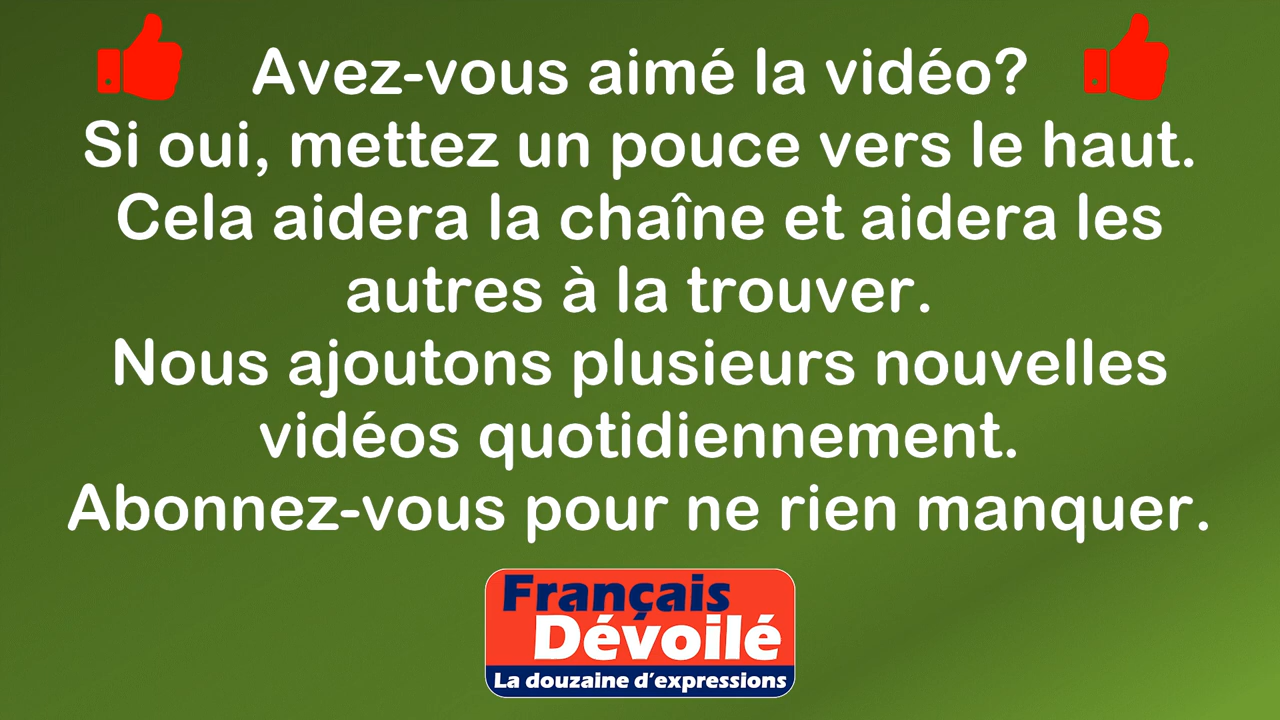 Avez-vous aimé la vidéo?
Si oui, mettez un pouce vers le haut.
Cela aidera la chaîne et aidera les
autres à la trouver.
Nous ajoutons plusieurs nouvelles
vidéos quotidiennement.
Abonnez-vous pour ne rien manquer.
Français
Dévoilé
La douzaine d'expressions